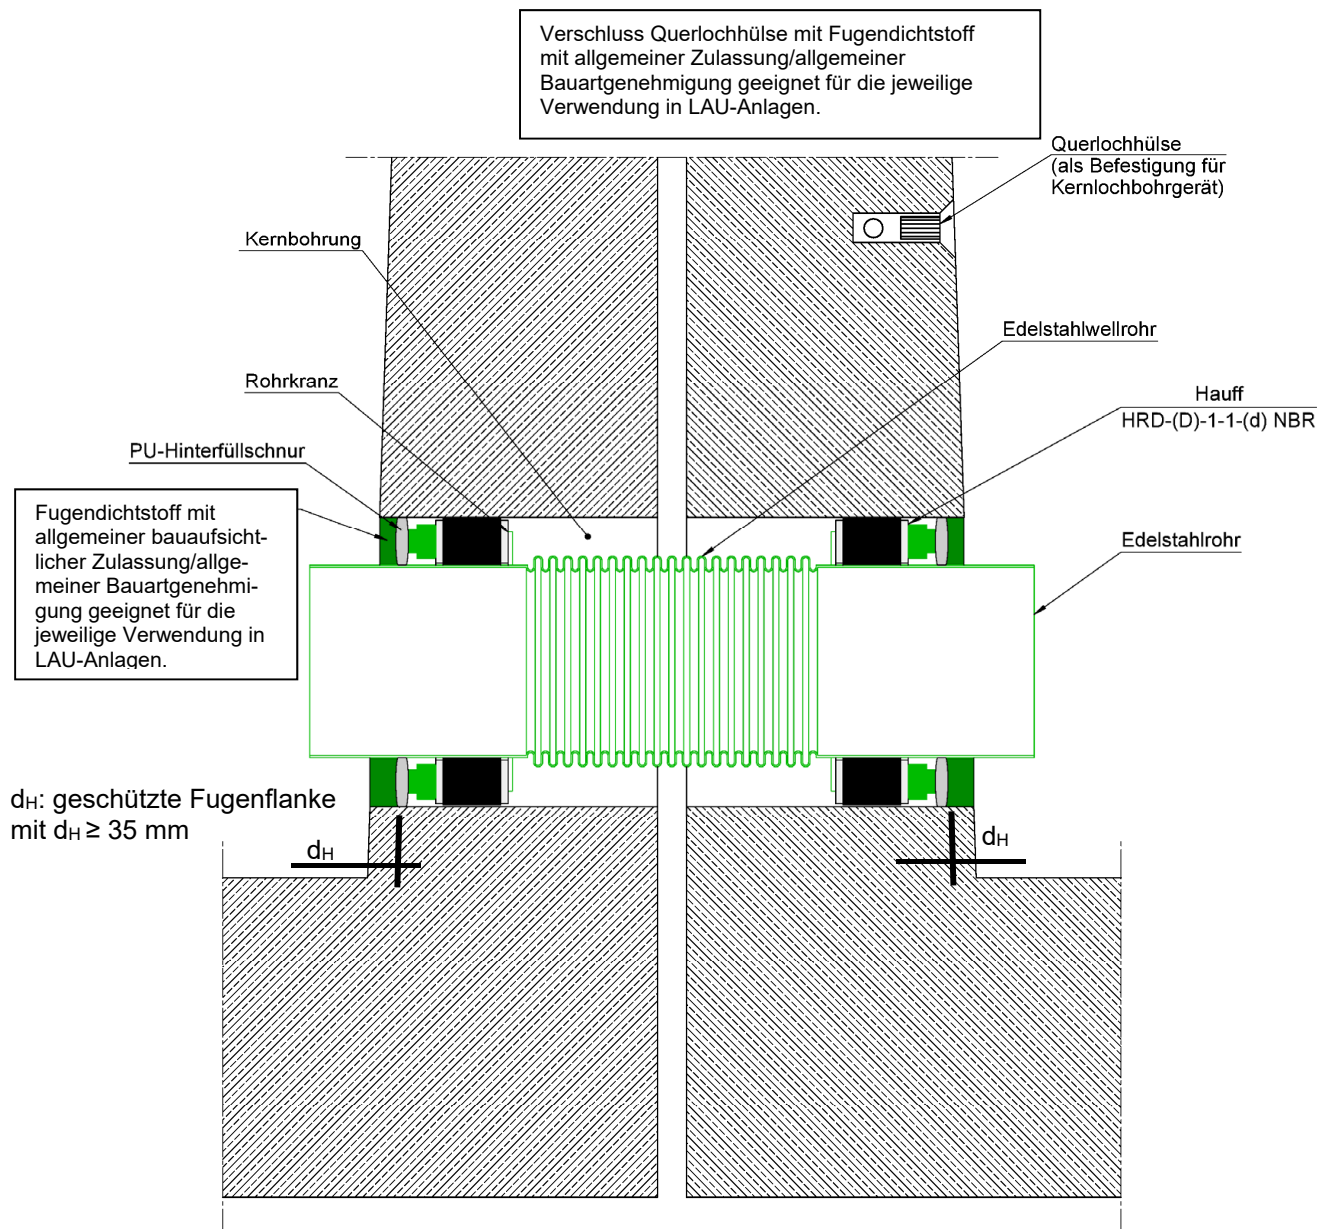 Verschluss Querlochhülse mit Fugendichtstoff
mit allgemeiner Zulassung/allgemeiner
Bauartgenehmigung geeignet für die jeweilige
Verwendung in LAU-Anlagen.
Querlochhülse
(als Befestigung für
Kernlochbohrgerät)
Kernbohrung
Edelstahlwellrohr
Rohrkranz
Hauff
HRD-(D)-1-1-(d) NBR
PU-Hinterfüllschnur
Fugendichtstoff mit
allgemeiner bauaufsicht-
licher Zulassung/allge-
meiner Bauartgenehmi-
gung geeignet für die
jeweilige Verwendung in
LAU-Anlagen.
Edelstahlrohr
dH: geschützte Fugenflanke
mit dH ≥ 35 mm
dH
dH